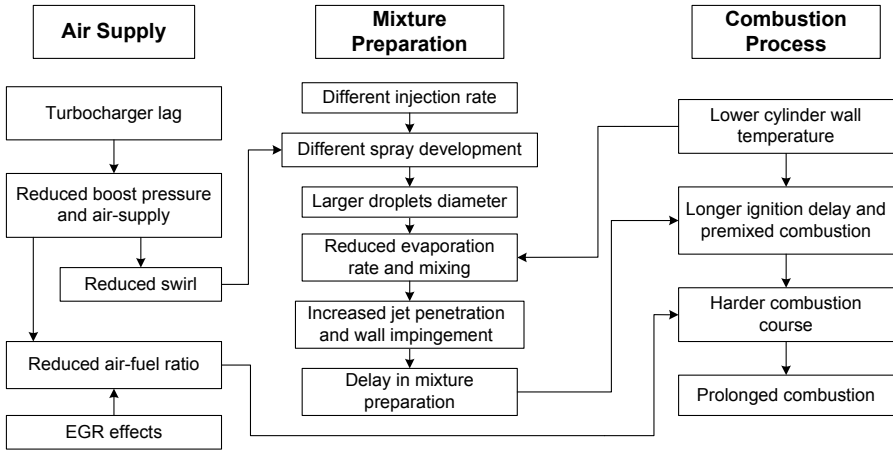 Air Supply
Turbocharger lag
Reduced boost pressure
and air-supply
Reduced swirl
Reduced air-fuel ratio
EGR effects
Mixture
Preparation
Different injection rate
Different spray development
Larger droplets diameter
Reduced evaporation
rate and mixing
Increased jet penetration
and wall impingement
Delay in mixture
preparation
Combustion
Process
Lower cylinder wall
temperature
Longer ignition delay and
premixed combustion
Harder combustion
course
Prolonged combustion